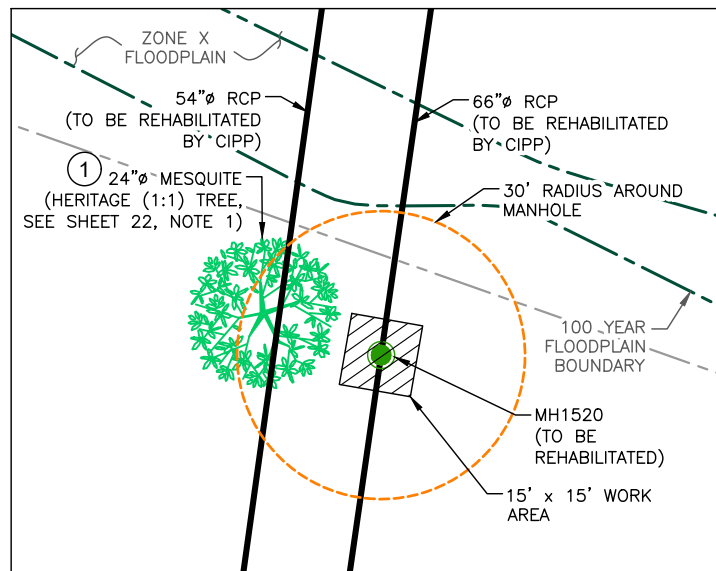 ZONE X
FLOODPLAIN
54"ø RCP
(TO BE REHABILITATED
BY CIPP)
66"ø RCP
(TO BE REHABILITATED
BY CIPP)
1
24"ø MESQUITE
(HERITAGE (1:1) TREE,
SEE SHEET 22, NOTE 1)
30' RADIUS AROUND
MANHOLE
100 YEAR
FLOODPLAIN
BOUNDARY
MH1520
(TO BE
REHABILITATED)
15' x 15' WORK
AREA